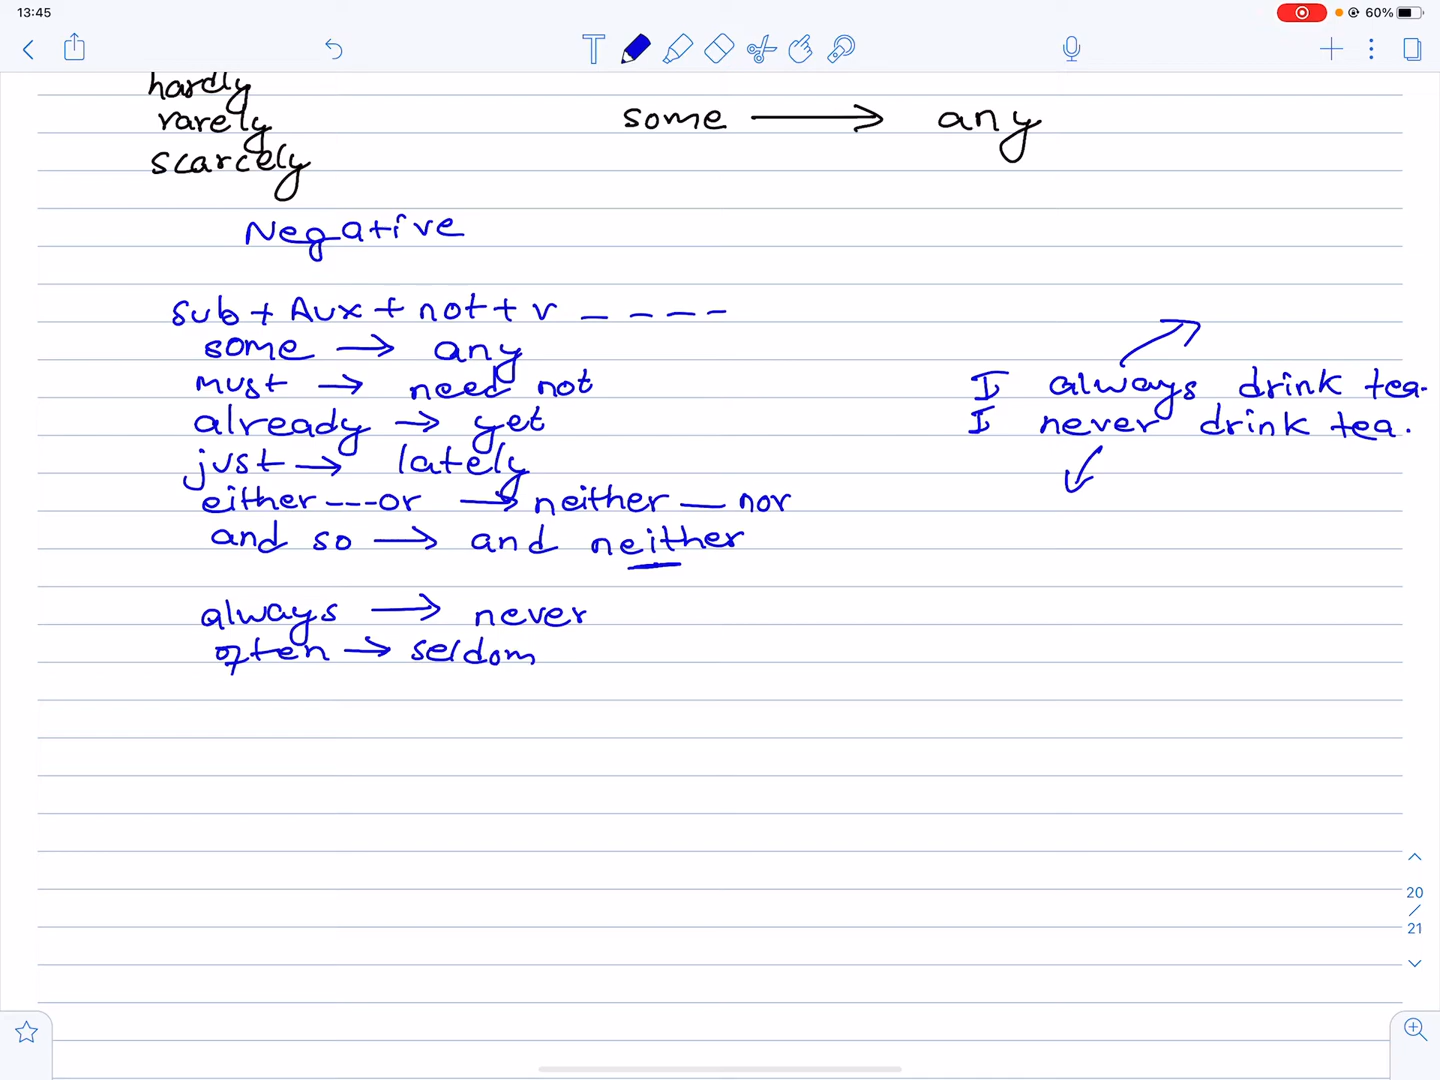 13:45
60%
hardly
rarely
scarcely
some → any
Negative
sub + Aux + not + v _ _ _ _
some → any
must → need not
already → yet
just → lately
either ---or → neither — nor
and so → and neither
always → never
often → seldom
I always drink tea.
I never drink tea.
20
/
21